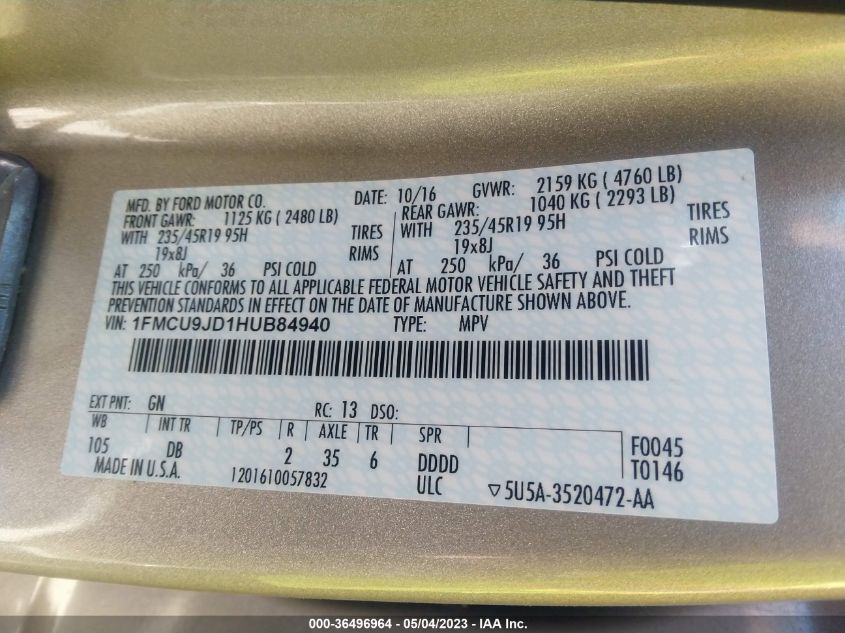 MFD. BY FORD MOTOR CO. DATE: 10/16 GVWR: 2159 KG ( 4760 LB)
FRONT GAWR: 1125 KG ( 2480 LB) REAR GAWR: 1040 KG ( 2293 LB)
WITH 235/45R19 95H TIRES WITH 235/45R19 95H TIRES
19x8J RIMS 19x8J RIMS
AT 250 kPa/ 36 PSI COLD AT 250 kPa/ 36 PSI COLD
THIS VEHICLE CONFORMS TO ALL APPLICABLE FEDERAL MOTOR VEHICLE SAFETY AND THEFT
PREVENTION STANDARDS IN EFFECT ON THE DATE OF MANUFACTURE SHOWN ABOVE.
VIN: 1FMCU9JD1HUB84940 TYPE: MPV
EXT PNT: GN RC: 13 DSO:
WB INT TR TP/PS R AXLE TR SPR F0045
105 DB 2 35 6 DDDD T0146
MADE IN U.S.A. 1201610057832 ULC ▽5U5A-3520472-AA
000-36496964 - 05/04/2023 - IAA Inc.